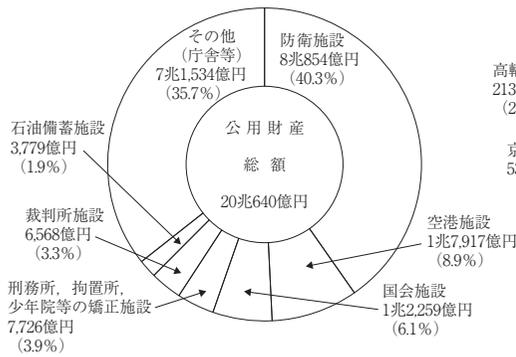 その他
(庁舎等)
7兆1,534億円
(35.7%)
防衛施設
8兆854億円
(40.3%)
石油備蓄施設
3,779億円
(1.9%)
公用財産
総額
20兆640億円
裁判所施設
6,568億円
(3.3%)
空港施設
1兆7,917億円
(8.9%)
刑務所，拘置所，
少年院等の矯正施設
7,726億円
(3.9%)
国会施設
1兆2,259億円
(6.1%)
213